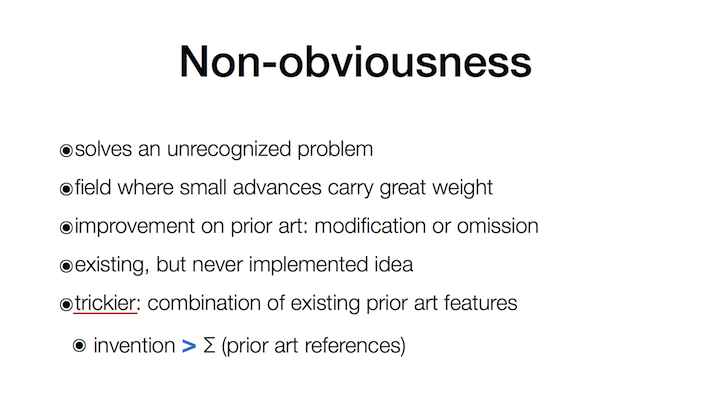 Non-obviousness
◉solves an unrecognized problem
◉field where small advances carry great weight
◉improvement on prior art: modification or omission
◉existing, but never implemented idea
◉trickier: combination of existing prior art features
◉ invention > Σ (prior art references)